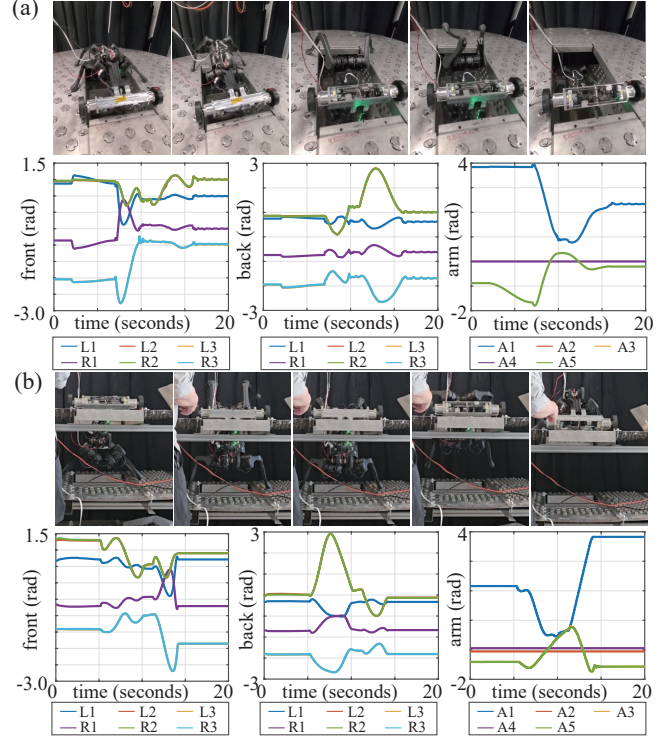 (a)
1.5
3
4
front (rad)
back (rad)
arm (rad)
-3.0
-3
-2
0
20
0
20
0
20
time (seconds)
time (seconds)
time (seconds)
L1 L2 L3
L1 L2 L3
A1 A2 A3
R1 R2 R3
R1 R2 R3
A4 A5
(b)
1.5
3
4
front (rad)
back (rad)
arm (rad)
-3.0
-3
-2
0
20
0
20
0
20
time (seconds)
time (seconds)
time (seconds)
L1 L2 L3
L1 L2 L3
A1 A2 A3
R1 R2 R3
R1 R2 R3
A4 A5